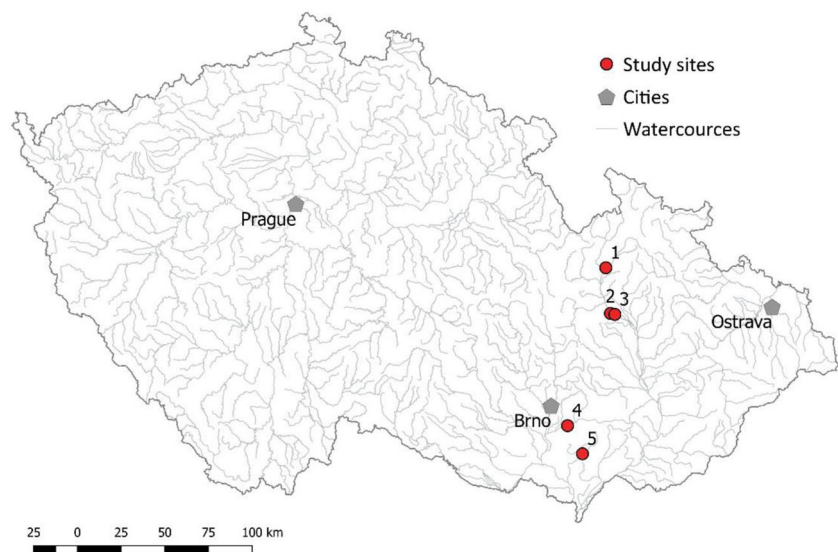 Study sites
Cities
Watercources
Prague
1
2 3
Ostrava
Brno
4
5
25 0 25 50 75 100 km